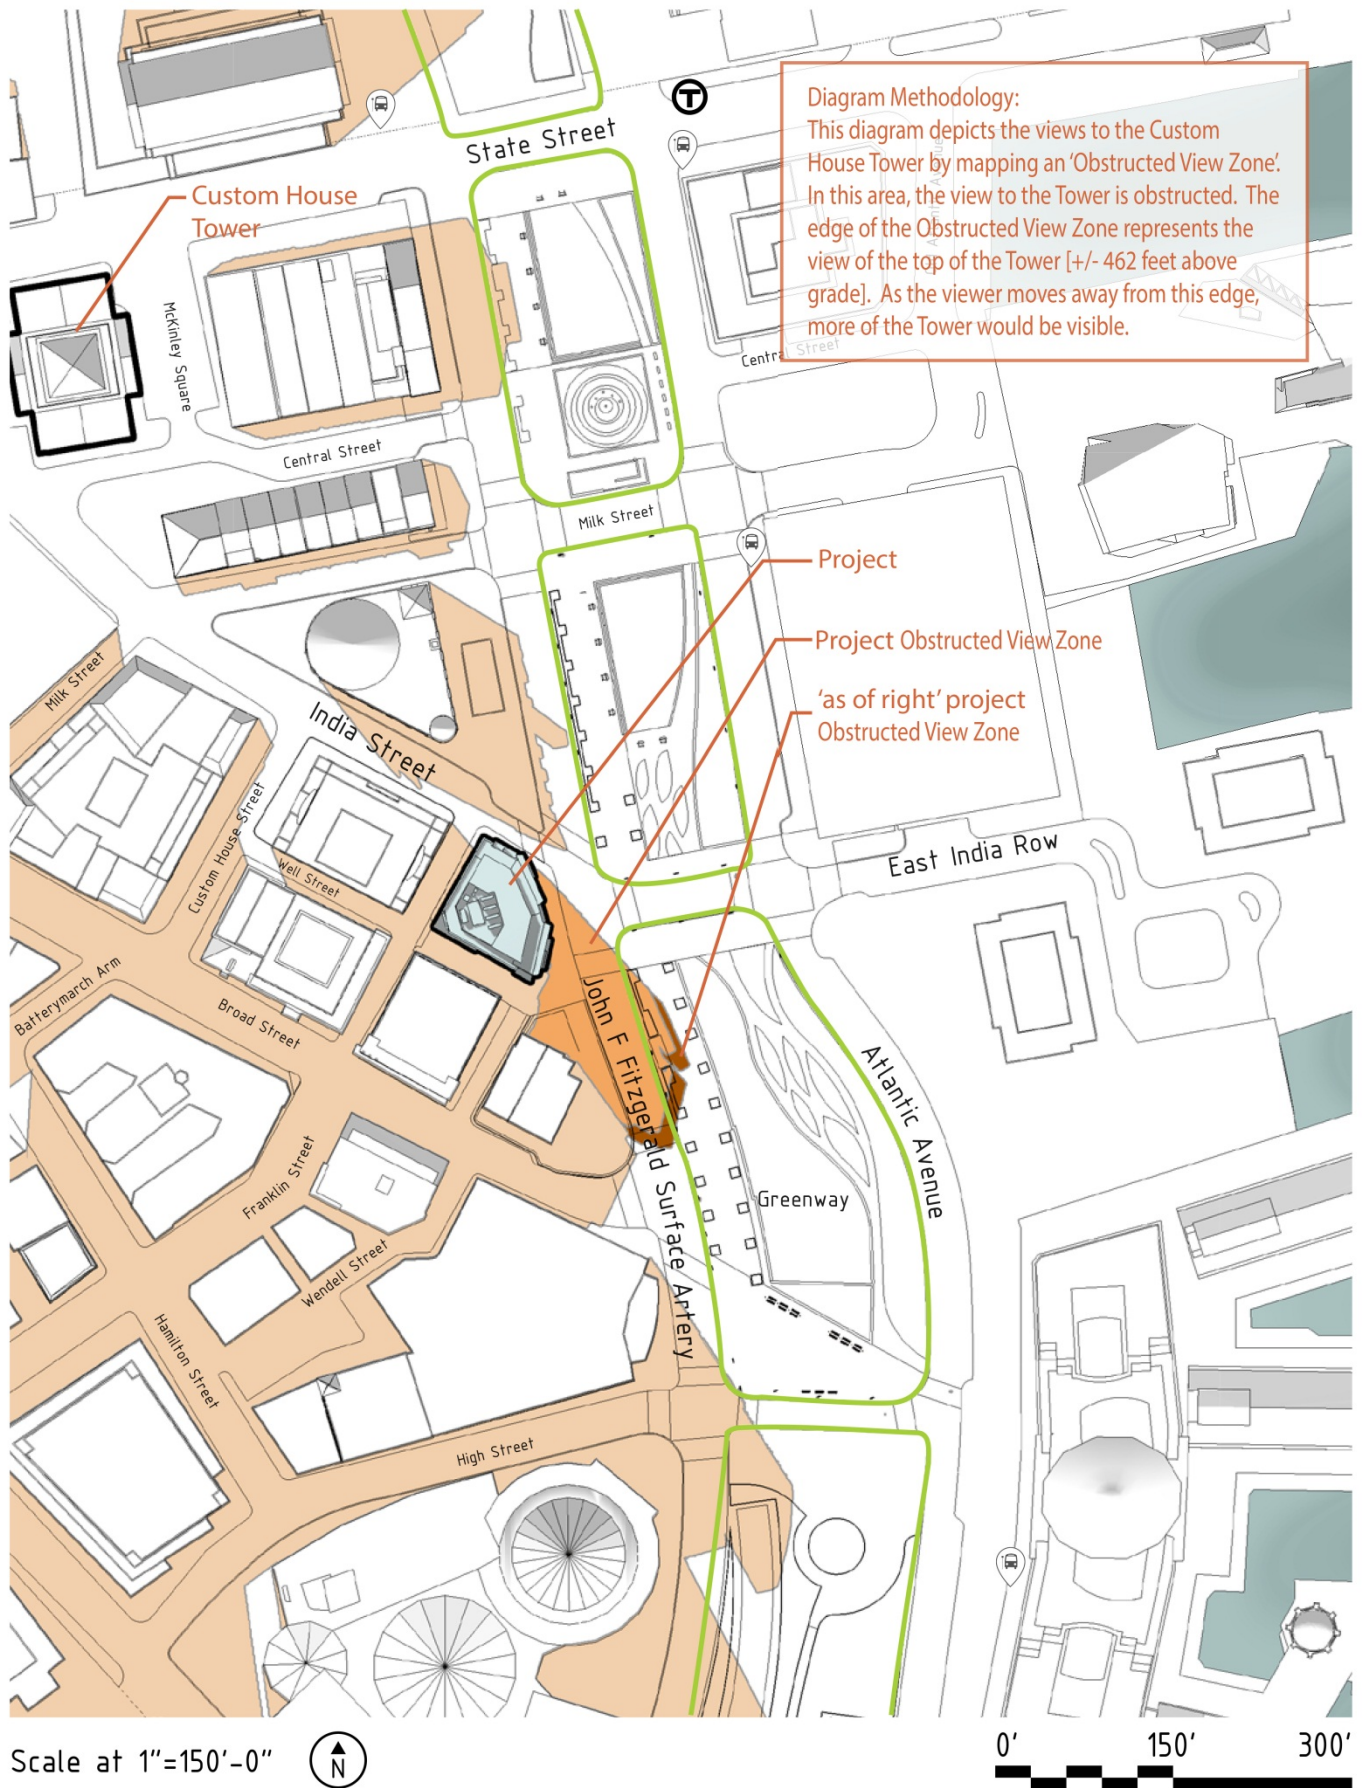 T
State Street
Diagram Methodology:
This diagram depicts the views to the Custom
House Tower by mapping an ‘Obstructed View Zone’.
In this area, the view to the Tower is obstructed. The
edge of the Obstructed View Zone represents the
view of the top of the Tower [+/- 462 feet above
grade]. As the viewer moves away from this edge,
more of the Tower would be visible.
Custom House
Tower
McKinley Square
Central Street
Central Street
Milk Street
Project
Project Obstructed View Zone
‘as of right’ project
Obstructed View Zone
Milk Street
India Street
Custom House Street
Well Street
East India Row
Batterymarch Arm
Broad Street
John F Fitzgerald Surface Artery
Atlantic Avenue
Franklin Street
Greenway
Wendell Street
Hamilton Street
High Street
Scale at 1"=150'-0"
N
0' 150' 300'